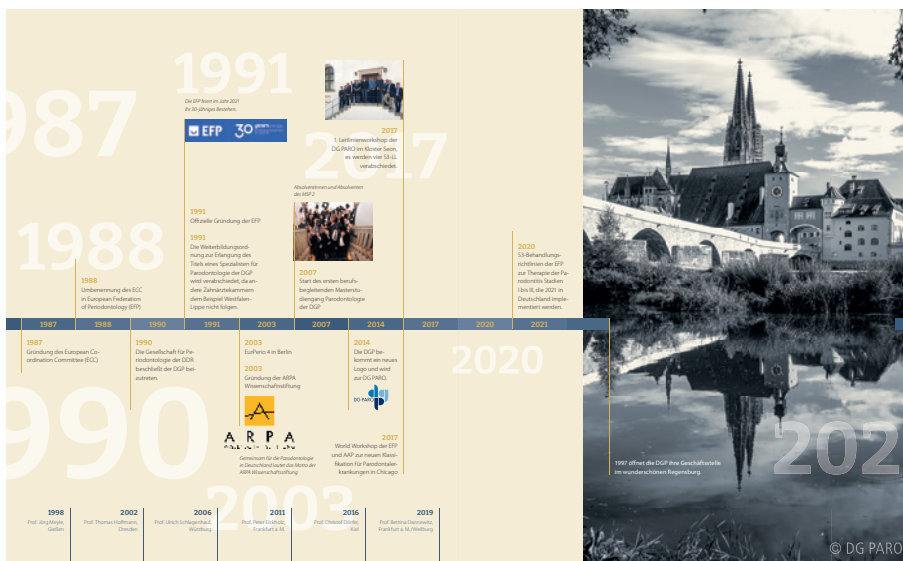 1987
1991
2017
1988
1990
2003
2020
202
Die EFP feiert im Jahr 2021
ihr 30-jähriges Bestehen.
EFP
30 years
1991
Offizielle Gründung der EFP
1991
Die Weiterbildungsord-
nung zur Erlangung des
Titels eines Spezialisten für
Parodontologie der DGP
wird verabschiedet, da an-
dere Zahnärztekammern
dem Beispiel Westfalen-
Lippe nicht folgen.
2017
1. Leitlinienworkshop der
DG PARO im Kloster Seeon,
es werden vier S3-LL
verabschiedet.
Absolventinnen und Absolventen
des MSP 2
2007
Start des ersten berufs-
begleitenden Masterstu-
diengang Parodontologie
der DGP
1988
Umbenennung des ECC
in European Federation
of Periodontology (EFP)
2020
S3-Behandlungs-
richtlinien der EFP
zur Therapie der Pa-
rodontitis Stadien
I bis III, die 2021 in
Deutschland imple-
mentiert werden.
1987 1988 1990 1991 2003 2007 2014 2017 2020 2021
1987
Gründung des European Co-
ordination Committee (ECC)
1990
Die Gesellschaft für Pe-
riodontologie der DDR
beschließt der DGP bei-
zutreten.
2003
EurPerio 4 in Berlin
2003
Gründung der ARPA
Wissenschaftsstiftung
ARPA
Gemeinsam für die Parodontologie
in Deutschland lautet das Motto der
ARPA Wissenschaftsstiftung
2014
Die DGP be-
kommt ein neues
Logo und wird
zur DG PARO.
DG PARO
dgp
2017
World Workshop der EFP
und AAP zur neuen Klassi-
fikation für Parodontaler-
krankungen in Chicago
1997 öffnet die DGP ihre Geschäftsstelle
im wunderschönen Regensburg.
1998
Prof. Jörg Meyle,
Gießen
2002
Prof. Thomas Hoffmann,
Dresden
2006
Prof. Ulrich Schlagenhauf,
Würzburg
2011
Prof. Peter Eickholz,
Frankfurt a. M.
2016
Prof. Christof Dörfer,
Kiel
2019
Prof. Bettina Dannewitz,
Frankfurt a. M./Weilburg
© DG PARO